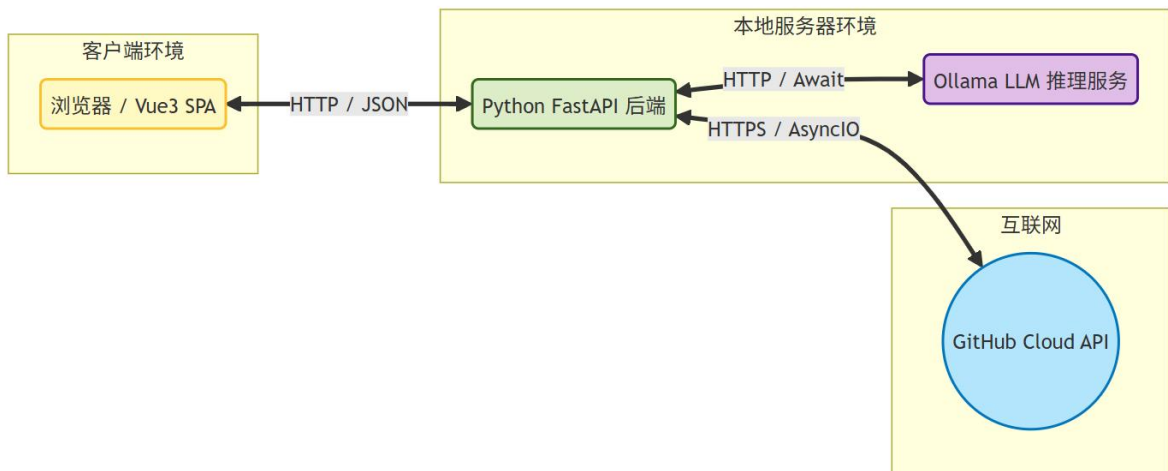 客户端环境
浏览器 / Vue3 SPA
HTTP / JSON
本地服务器环境
Python FastAPI 后端
HTTP / Await
Ollama LLM 推理服务
HTTPS / AsyncIO
互联网
GitHub Cloud API